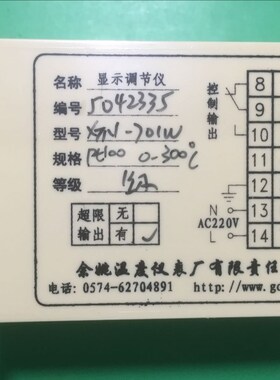 名称 显示调节仪
编号 5042335
型号 XGN-701W
规格 Pt100 0-300℃
等级 1级
超限 无
输出 有 ✓
控制输出
8
9
10
11
12
N 13
AC220V
L 14
余姚温度仪表厂有限责任
电话: 0574-62704891 http://www.gc